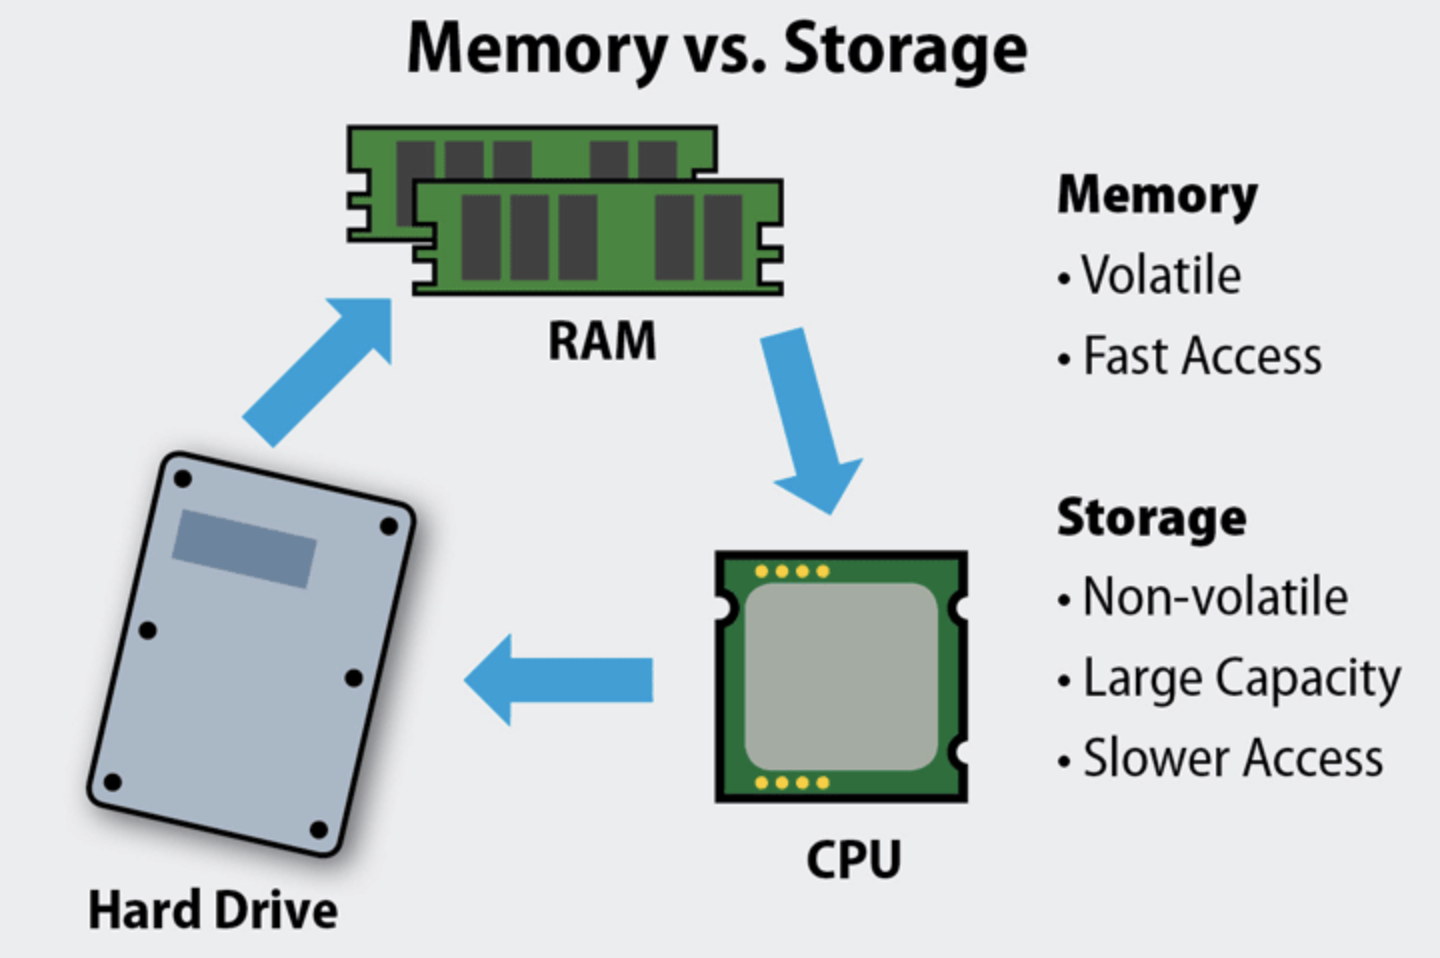 Memory vs. Storage
RAM
Memory
• Volatile
• Fast Access
Storage
• Non-volatile
• Large Capacity
• Slower Access
CPU
Hard Drive